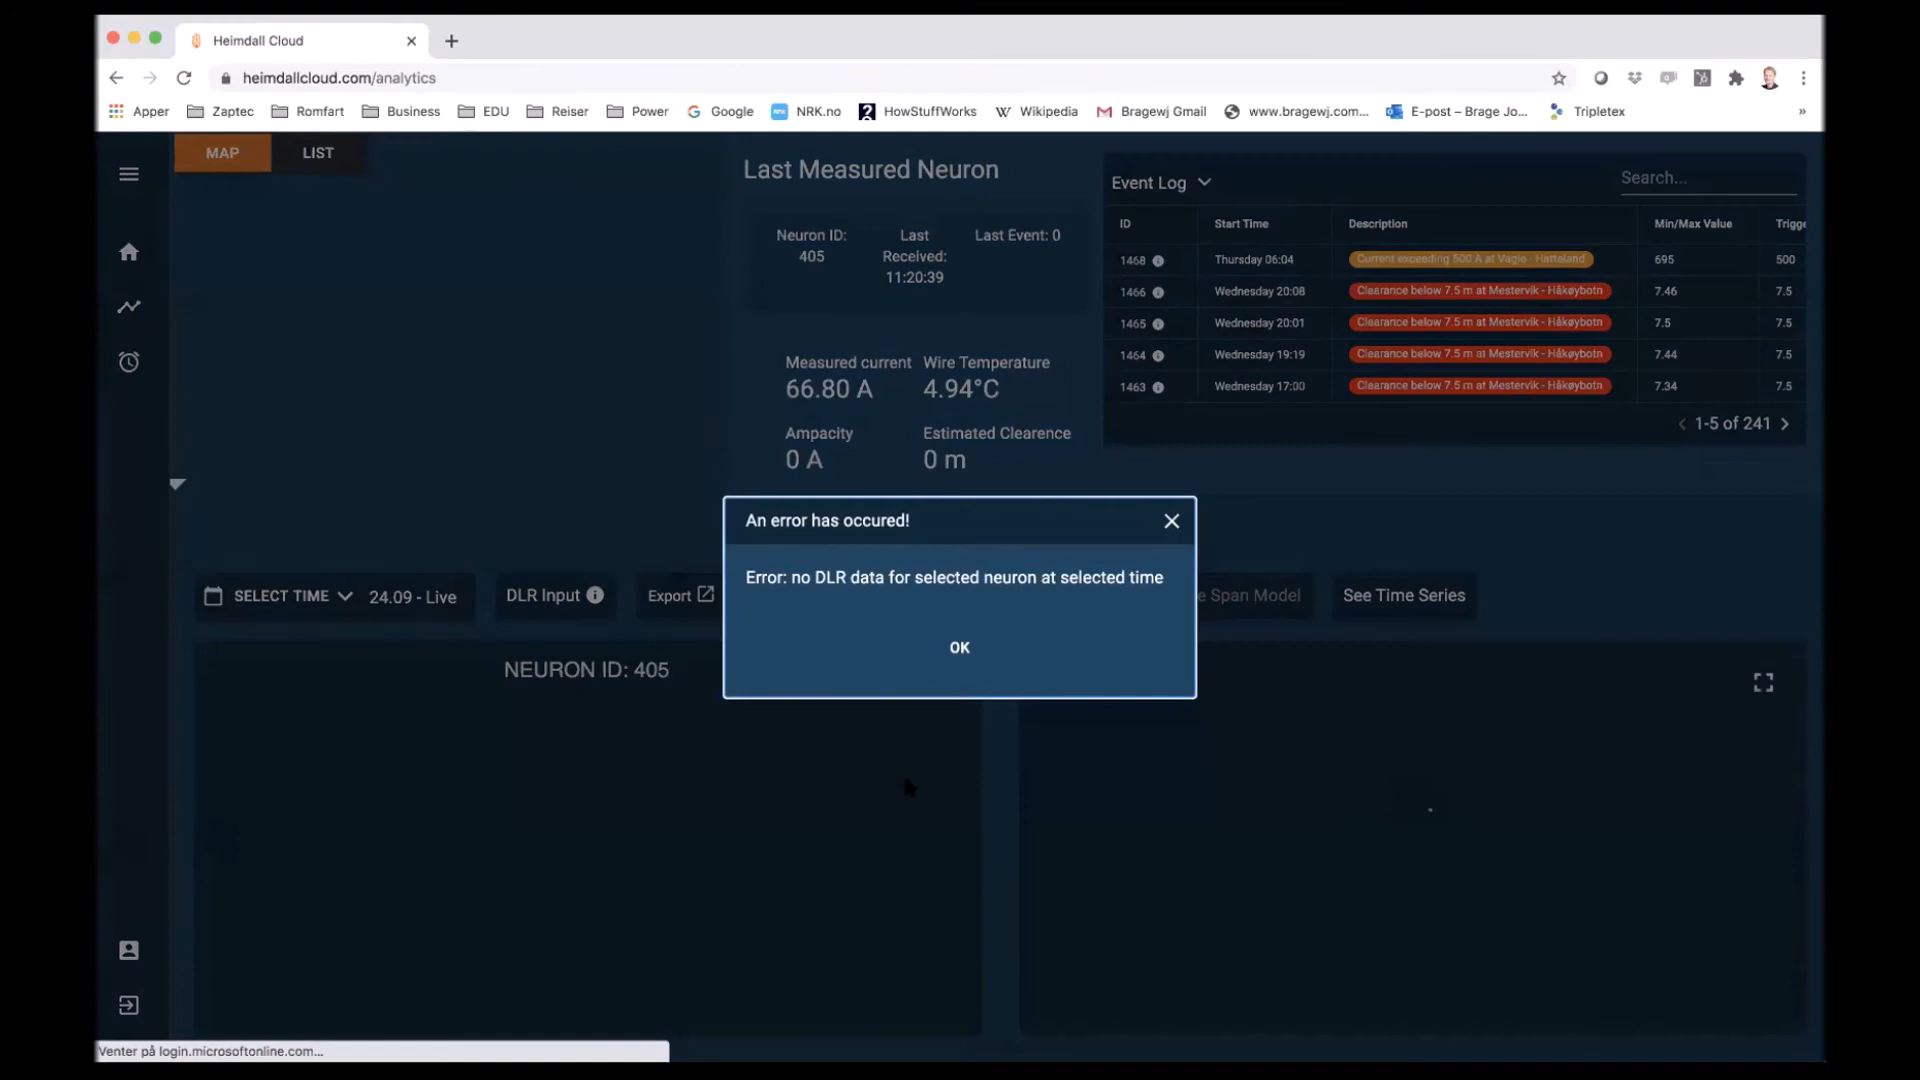 Heimdall Cloud
heimdallcloud.com/analytics
Apper Zaptec Romfart Business EDU Reiser Power Google NRK.no HowStuffWorks Wikipedia Bragewj Gmail www.bragewj.com... E-post – Brage Jo... Tripletex »
MAP LIST
Last Measured Neuron
Neuron ID:
405
Last
Received:
11:20:39
Last Event: 0
Measured current
66.80 A
Wire Temperature
4.94°C
Ampacity
0 A
Estimated Clearence
0 m
Event Log
Search...
ID Start Time Description Min/Max Value Trigge
1468 Thursday 06:04 Current exceeding 500 A at Vagle - Hatteland 695 500
1466 Wednesday 20:08 Clearance below 7.5 m at Mestervik - Håkøybotn 7.46 7.5
1465 Wednesday 20:01 Clearance below 7.5 m at Mestervik - Håkøybotn 7.5 7.5
1464 Wednesday 19:19 Clearance below 7.5 m at Mestervik - Håkøybotn 7.44 7.5
1463 Wednesday 17:00 Clearance below 7.5 m at Mestervik - Håkøybotn 7.34 7.5
1-5 of 241
An error has occured!
Error: no DLR data for selected neuron at selected time
OK
SELECT TIME 24.09 - Live DLR Input Export e Span Model See Time Series
NEURON ID: 405
Venter på login.microsoftonline.com...